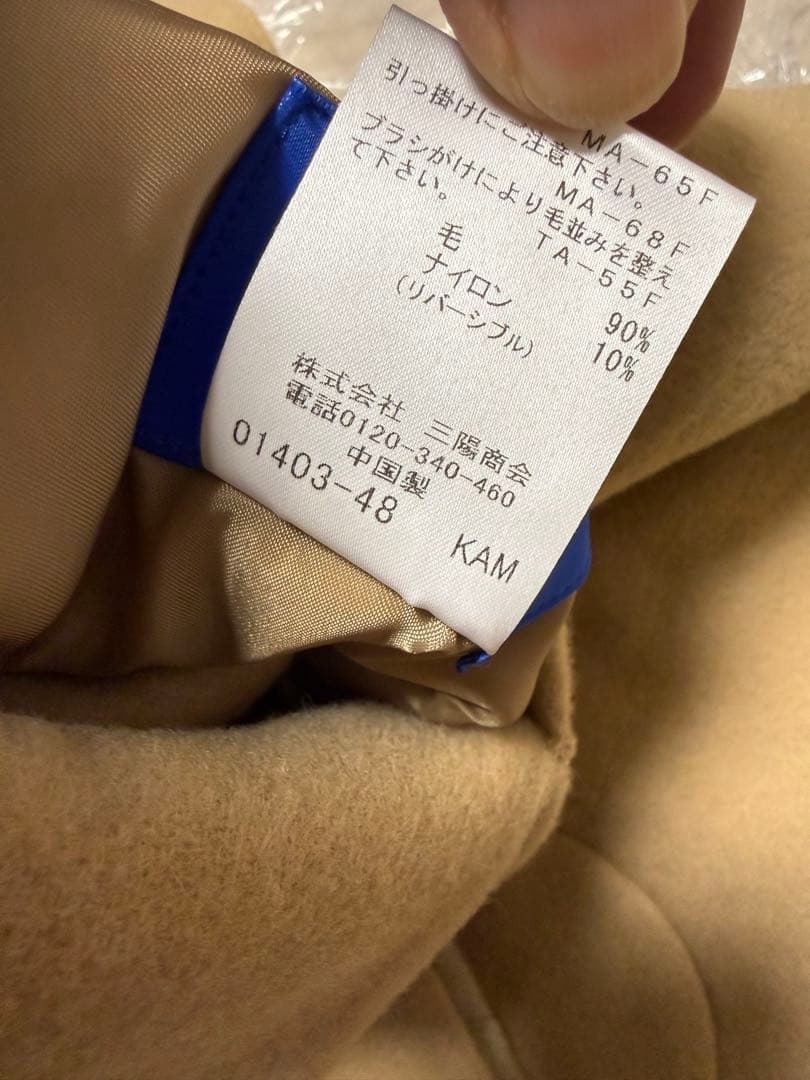 引っ掛けにご注意下さい。 MA-65F
ブラシがけにより毛並みを整え MA-68F
て下さい。 TA-55F
毛 90%
ナイロン 10%
(リバーシブル)
株式会社 三陽商会
電話0120-340-460
中国製
01403-48 KAM